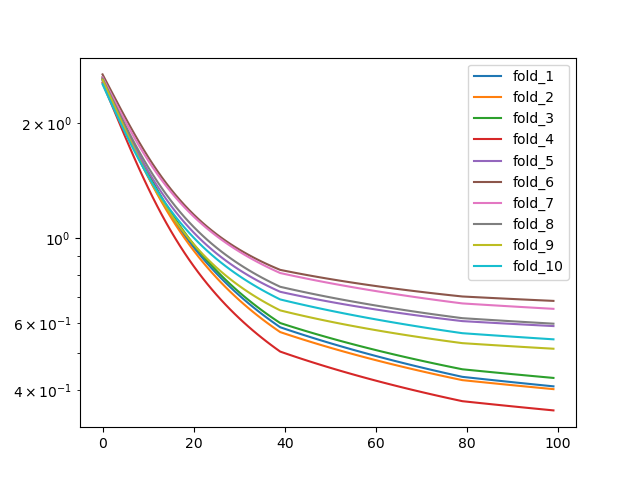 2 × 10⁰
10⁰
6 × 10⁻¹
4 × 10⁻¹
0 20 40 60 80 100
fold_1
fold_2
fold_3
fold_4
fold_5
fold_6
fold_7
fold_8
fold_9
fold_10